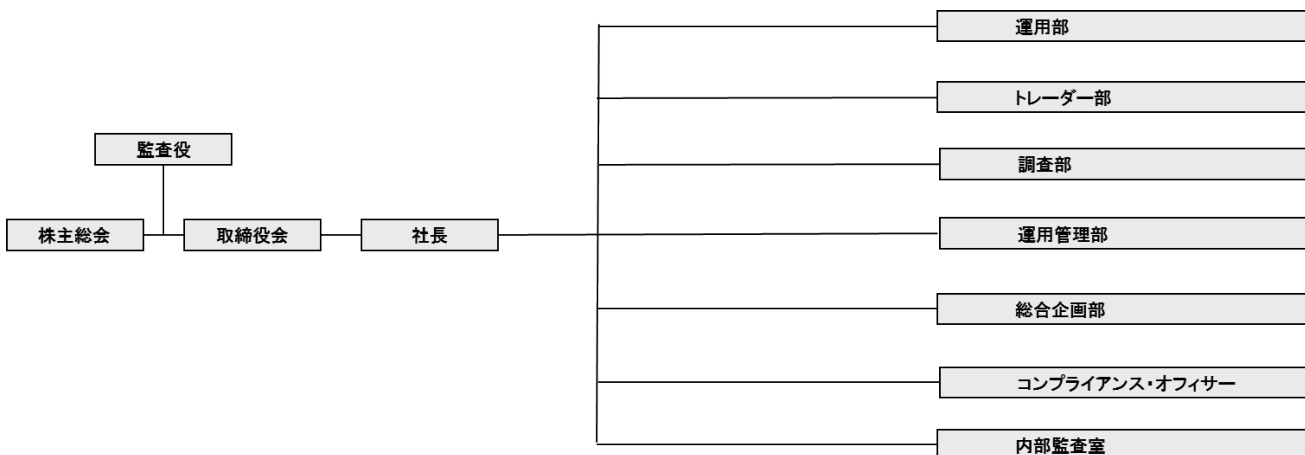 運用部
トレーダー部
監査役
調査部
株主総会
取締役会
社長
運用管理部
総合企画部
コンプライアンス・オフィサー
内部監査室